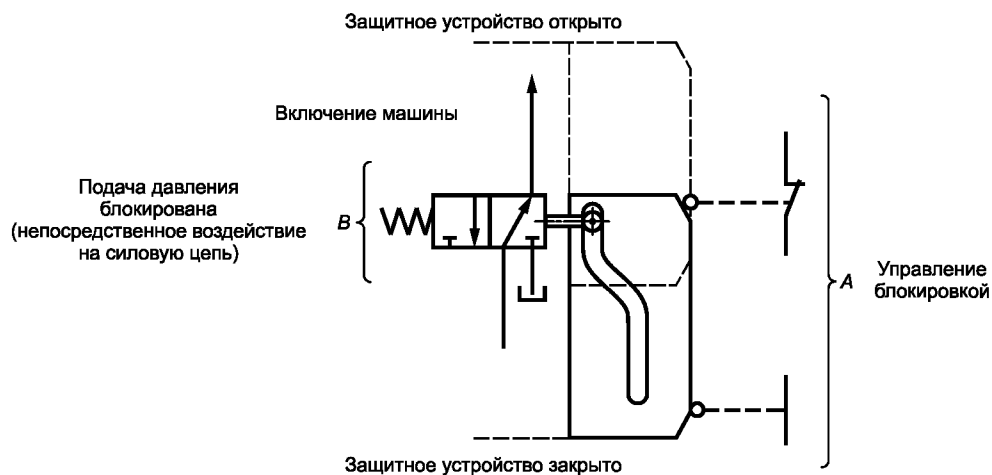 Защитное устройство открыто
Включение машины
Подача давления
блокирована
(непосредственное воздействие
на силовую цепь)
B
A
Управление
блокировкой
Защитное устройство закрыто